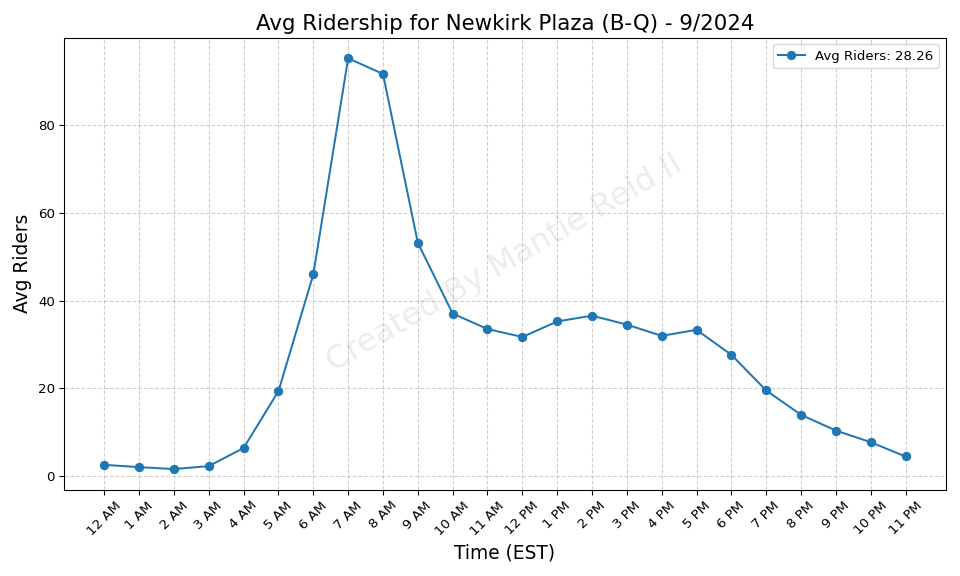 Avg Ridership for Newkirk Plaza (B-Q) - 9/2024
Avg Riders: 28.26
Avg Riders
80
60
40
20
0
Created By Mantie Reid II
12 AM
1 AM
2 AM
3 AM
4 AM
5 AM
6 AM
7 AM
8 AM
9 AM
10 AM
11 AM
12 PM
1 PM
2 PM
3 PM
4 PM
5 PM
6 PM
7 PM
8 PM
9 PM
10 PM
11 PM
Time (EST)